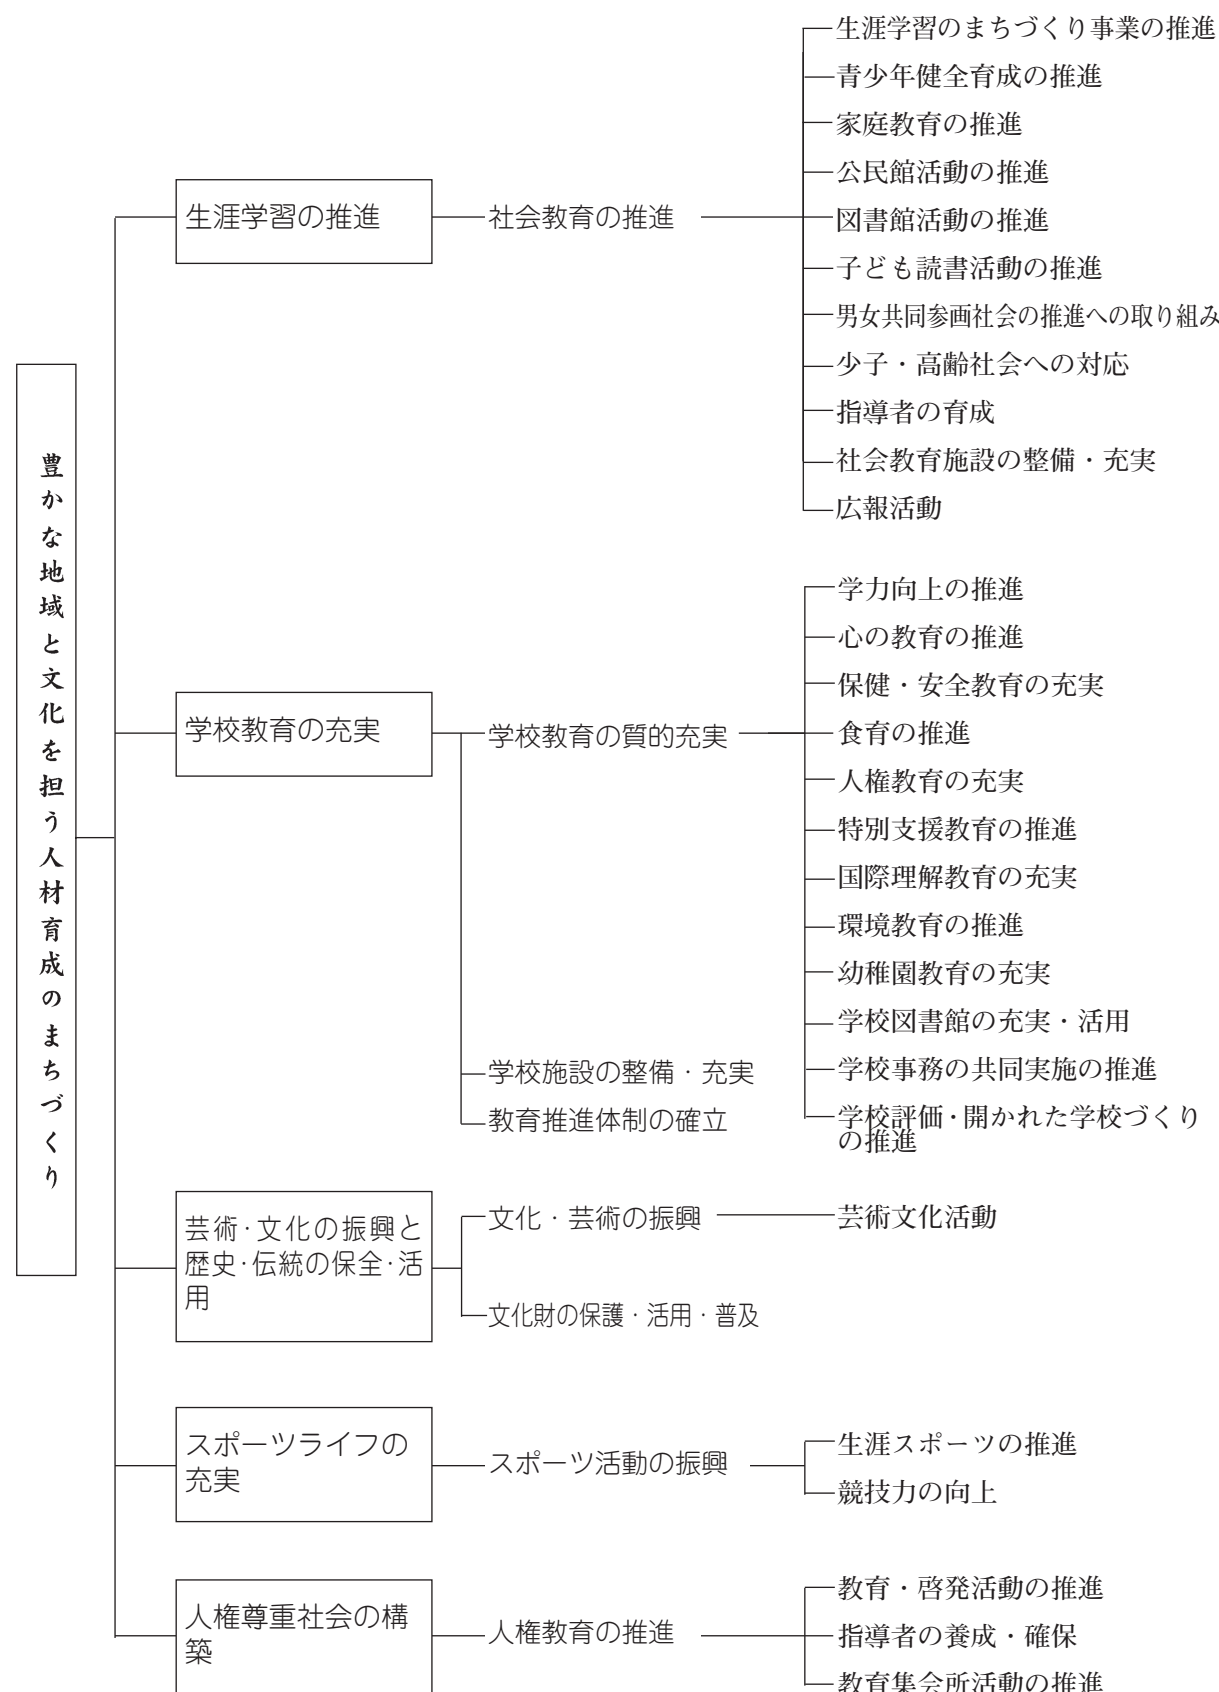 豊かな地域と文化を担う人材育成のまちづくり
生涯学習の推進
社会教育の推進
生涯学習のまちづくり事業の推進
青少年健全育成の推進
家庭教育の推進
公民館活動の推進
図書館活動の推進
子ども読書活動の推進
男女共同参画社会の推進への取り組み
少子・高齢社会への対応
指導者の育成
社会教育施設の整備・充実
広報活動
学校教育の充実
学校教育の質的充実
学力向上の推進
心の教育の推進
保健・安全教育の充実
食育の推進
人権教育の充実
特別支援教育の推進
国際理解教育の充実
環境教育の推進
幼稚園教育の充実
学校図書館の充実・活用
学校事務の共同実施の推進
学校評価・開かれた学校づくり
の推進
学校施設の整備・充実
教育推進体制の確立
芸術・文化の振興と
歴史・伝統の保全・活
用
文化・芸術の振興
芸術文化活動
文化財の保護・活用・普及
スポーツライフの
充実
スポーツ活動の振興
生涯スポーツの推進
競技力の向上
人権尊重社会の構
築
人権教育の推進
教育・啓発活動の推進
指導者の養成・確保
教育集会所活動の推進